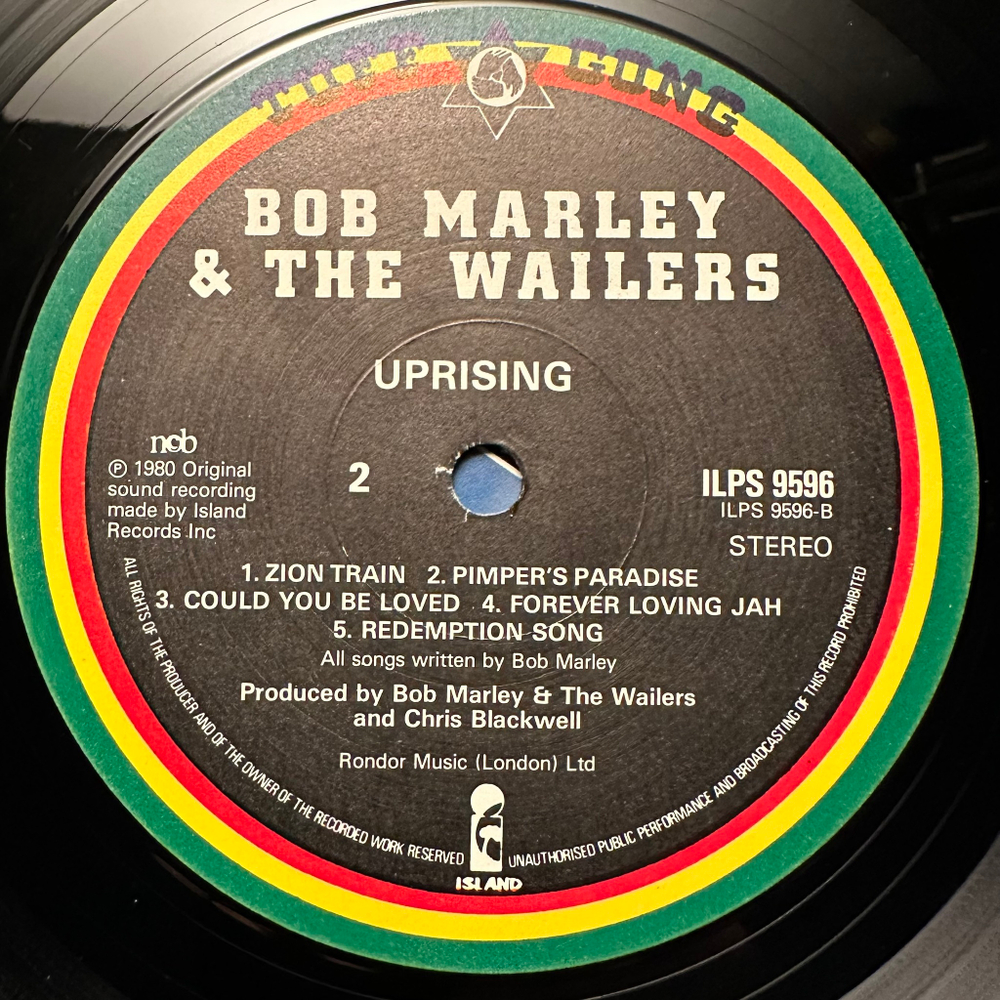 TUFF GONG
BOB MARLEY
& THE WAILERS
UPRISING
ncb
℗ 1980 Original
sound recording
made by Island
Records Inc
2
ILPS 9596
ILPS 9596-B
STEREO
1. ZION TRAIN 2. PIMPER'S PARADISE
3. COULD YOU BE LOVED 4. FOREVER LOVING JAH
5. REDEMPTION SONG
All songs written by Bob Marley
Produced by Bob Marley & The Wailers
and Chris Blackwell
Rondor Music (London) Ltd
ALL RIGHTS OF THE PRODUCER AND OF THE OWNER OF THE RECORDED WORK RESERVED
UNAUTHORISED PUBLIC PERFORMANCE AND BROADCASTING OF THIS RECORD PROHIBITED
ISLAND